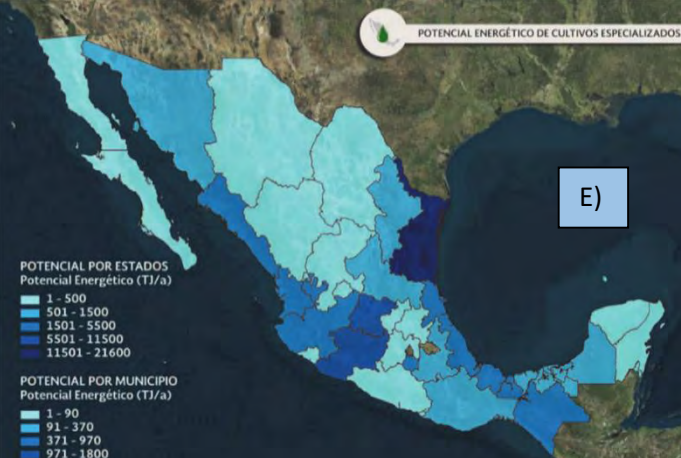 POTENCIAL ENERGÉTICO DE CULTIVOS ESPECIALIZADOS
E)
POTENCIAL POR ESTADOS
Potencial Energético (TJ/a)
1 - 500
501 - 1500
1501 - 5500
5501 - 11500
11501 - 21600
POTENCIAL POR MUNICIPIO
Potencial Energético (TJ/a)
1 - 90
91 - 370
371 - 970
971 - 1800